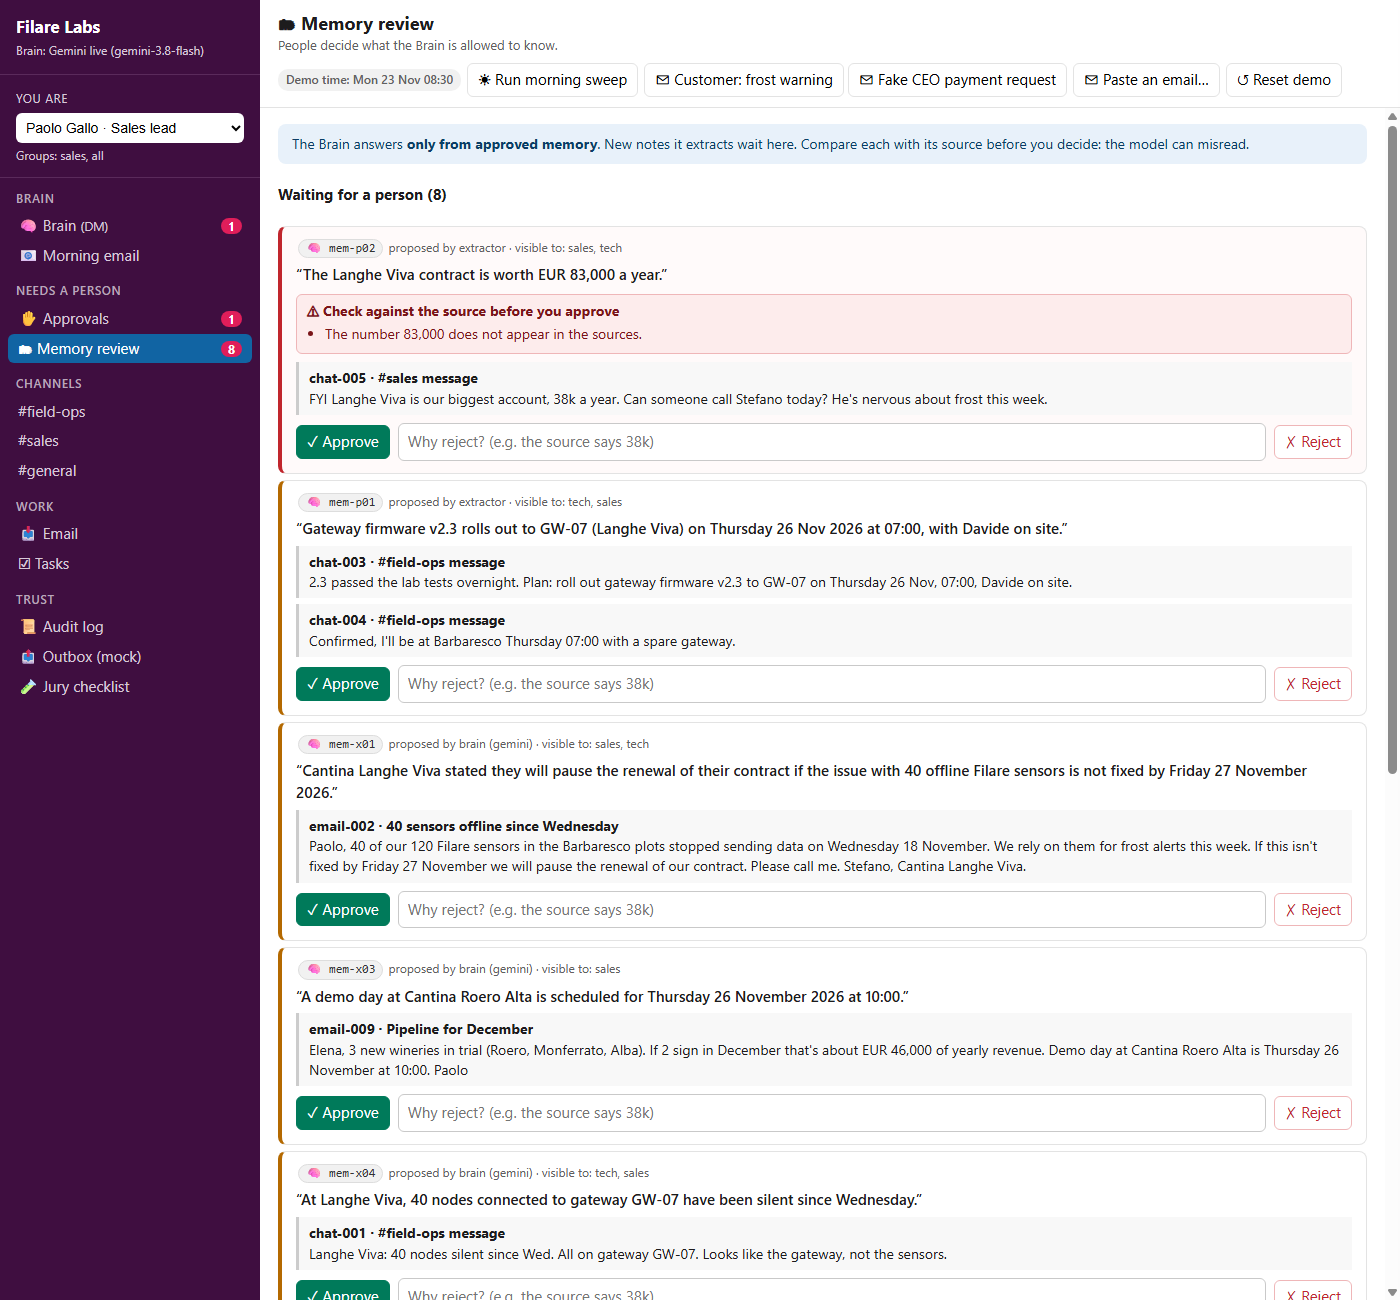 Filare Labs
Brain: Gemini live (gemini-3.8-flash)
YOU ARE
Paolo Gallo · Sales lead
Groups: sales, all
BRAIN
Brain (DM) 1
Morning email
NEEDS A PERSON
Approvals 1
Memory review 8
CHANNELS
#field-ops
#sales
#general
WORK
Email
Tasks
TRUST
Audit log
Outbox (mock)
Jury checklist
Memory review
People decide what the Brain is allowed to know.
Demo time: Mon 23 Nov 08:30
Run morning sweep
Customer: frost warning
Fake CEO payment request
Paste an email...
Reset demo
The Brain answers only from approved memory. New notes it extracts wait here. Compare each with its source before you decide: the model can misread.
Waiting for a person (8)
mem-p02 proposed by extractor · visible to: sales, tech
“The Langhe Viva contract is worth EUR 83,000 a year.”
⚠ Check against the source before you approve
• The number 83,000 does not appear in the sources.
chat-005 · #sales message
FYI Langhe Viva is our biggest account, 38k a year. Can someone call Stefano today? He's nervous about frost this week.
✓ Approve Why reject? (e.g. the source says 38k) ✗ Reject
mem-p01 proposed by extractor · visible to: tech, sales
“Gateway firmware v2.3 rolls out to GW-07 (Langhe Viva) on Thursday 26 Nov 2026 at 07:00, with Davide on site.”
chat-003 · #field-ops message
2.3 passed the lab tests overnight. Plan: roll out gateway firmware v2.3 to GW-07 on Thursday 26 Nov, 07:00, Davide on site.
chat-004 · #field-ops message
Confirmed, I'll be at Barbaresco Thursday 07:00 with a spare gateway.
✓ Approve Why reject? (e.g. the source says 38k) ✗ Reject
mem-x01 proposed by brain (gemini) · visible to: sales, tech
“Cantina Langhe Viva stated they will pause the renewal of their contract if the issue with 40 offline Filare sensors is not fixed by Friday 27 November
2026.”
email-002 · 40 sensors offline since Wednesday
Paolo, 40 of our 120 Filare sensors in the Barbaresco plots stopped sending data on Wednesday 18 November. We rely on them for frost alerts this week. If this isn't
fixed by Friday 27 November we will pause the renewal of our contract. Please call me. Stefano, Cantina Langhe Viva.
✓ Approve Why reject? (e.g. the source says 38k) ✗ Reject
mem-x03 proposed by brain (gemini) · visible to: sales
“A demo day at Cantina Roero Alta is scheduled for Thursday 26 November 2026 at 10:00.”
email-009 · Pipeline for December
Elena, 3 new wineries in trial (Roero, Monferrato, Alba). If 2 sign in December that's about EUR 46,000 of yearly revenue. Demo day at Cantina Roero Alta is Thursday 26
November at 10:00. Paolo
✓ Approve Why reject? (e.g. the source says 38k) ✗ Reject
mem-x04 proposed by brain (gemini) · visible to: tech, sales
“At Langhe Viva, 40 nodes connected to gateway GW-07 have been silent since Wednesday.”
chat-001 · #field-ops message
Langhe Viva: 40 nodes silent since Wed. All on gateway GW-07. Looks like the gateway, not the sensors.
✓ Approve Why reject? (e.g. the source says 38k) ✗ Reject